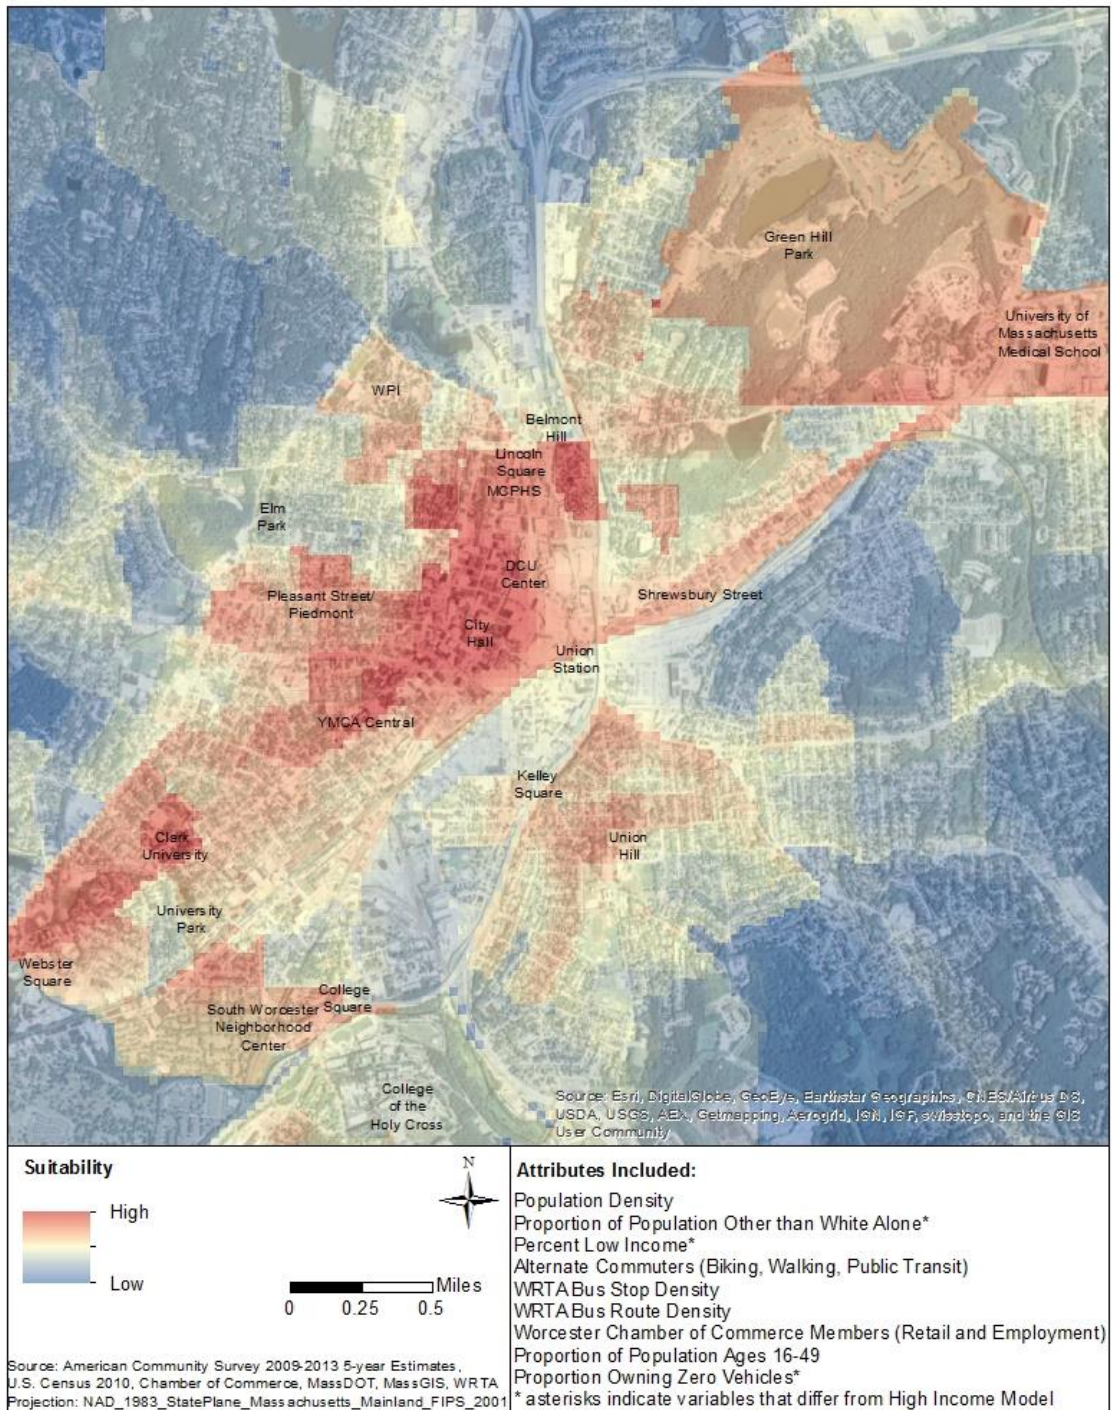 Green Hill
Park
University of
Massachusetts
Medical School
WPI
Belmont
Hill
Lincoln
Square
MCPHS
Elm
Park
DCU
Center
Pleasant Street/
Piedmont
Shrewsbury Street
City
Hall
Union
Station
YMCA Central
Kelley
Square
Clark
University
Union
Hill
University
Park
Webster
Square
College
Square
South Worcester
Neighborhood
Center
College
of the
Holy Cross
Source: Esri, DigitalGlobe, GeoEye, Earthstar Geographics, CNES/Airbus DS,
USDA, USGS, AEX, Getmapping, Aerogrid, IGN, IGP, swisstopo, and the GIS
User Community
Suitability
High
Low
N
Miles
0 0.25 0.5
Source: American Community Survey 2009-2013 5-year Estimates,
U.S. Census 2010, Chamber of Commerce, MassDOT, MassGIS, WRTA
Projection: NAD_1983_StatePlane_Massachusetts_Mainland_FIPS_2001
Attributes Included:
Population Density
Proportion of Population Other than White Alone*
Percent Low Income*
Alternate Commuters (Biking, Walking, Public Transit)
WRTA Bus Stop Density
WRTA Bus Route Density
Worcester Chamber of Commerce Members (Retail and Employment)
Proportion of Population Ages 16-49
Proportion Owning Zero Vehicles*
* asterisks indicate variables that differ from High Income Model